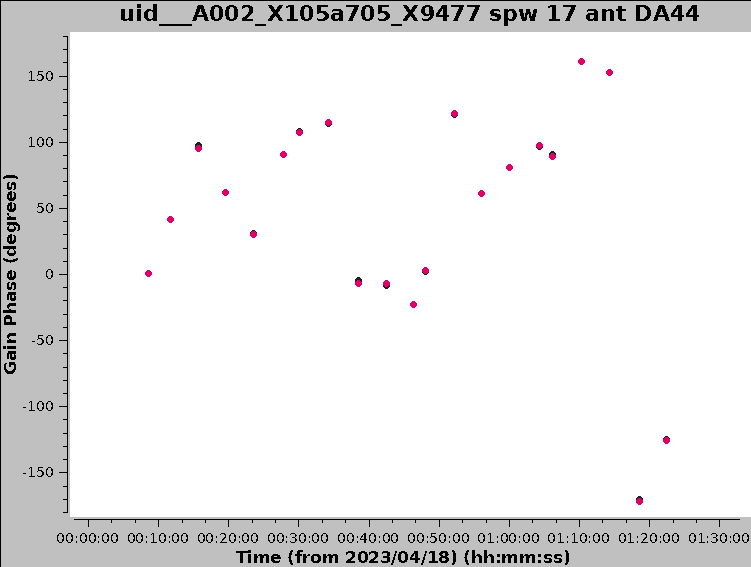 uid___A002_X105a705_X9477 spw 17 ant DA44
Gain Phase (degrees)
150
100
50
0
-50
-100
-150
00:00:00 00:10:00 00:20:00 00:30:00 00:40:00 00:50:00 01:00:00 01:10:00 01:20:00 01:30:00
Time (from 2023/04/18) (hh:mm:ss)